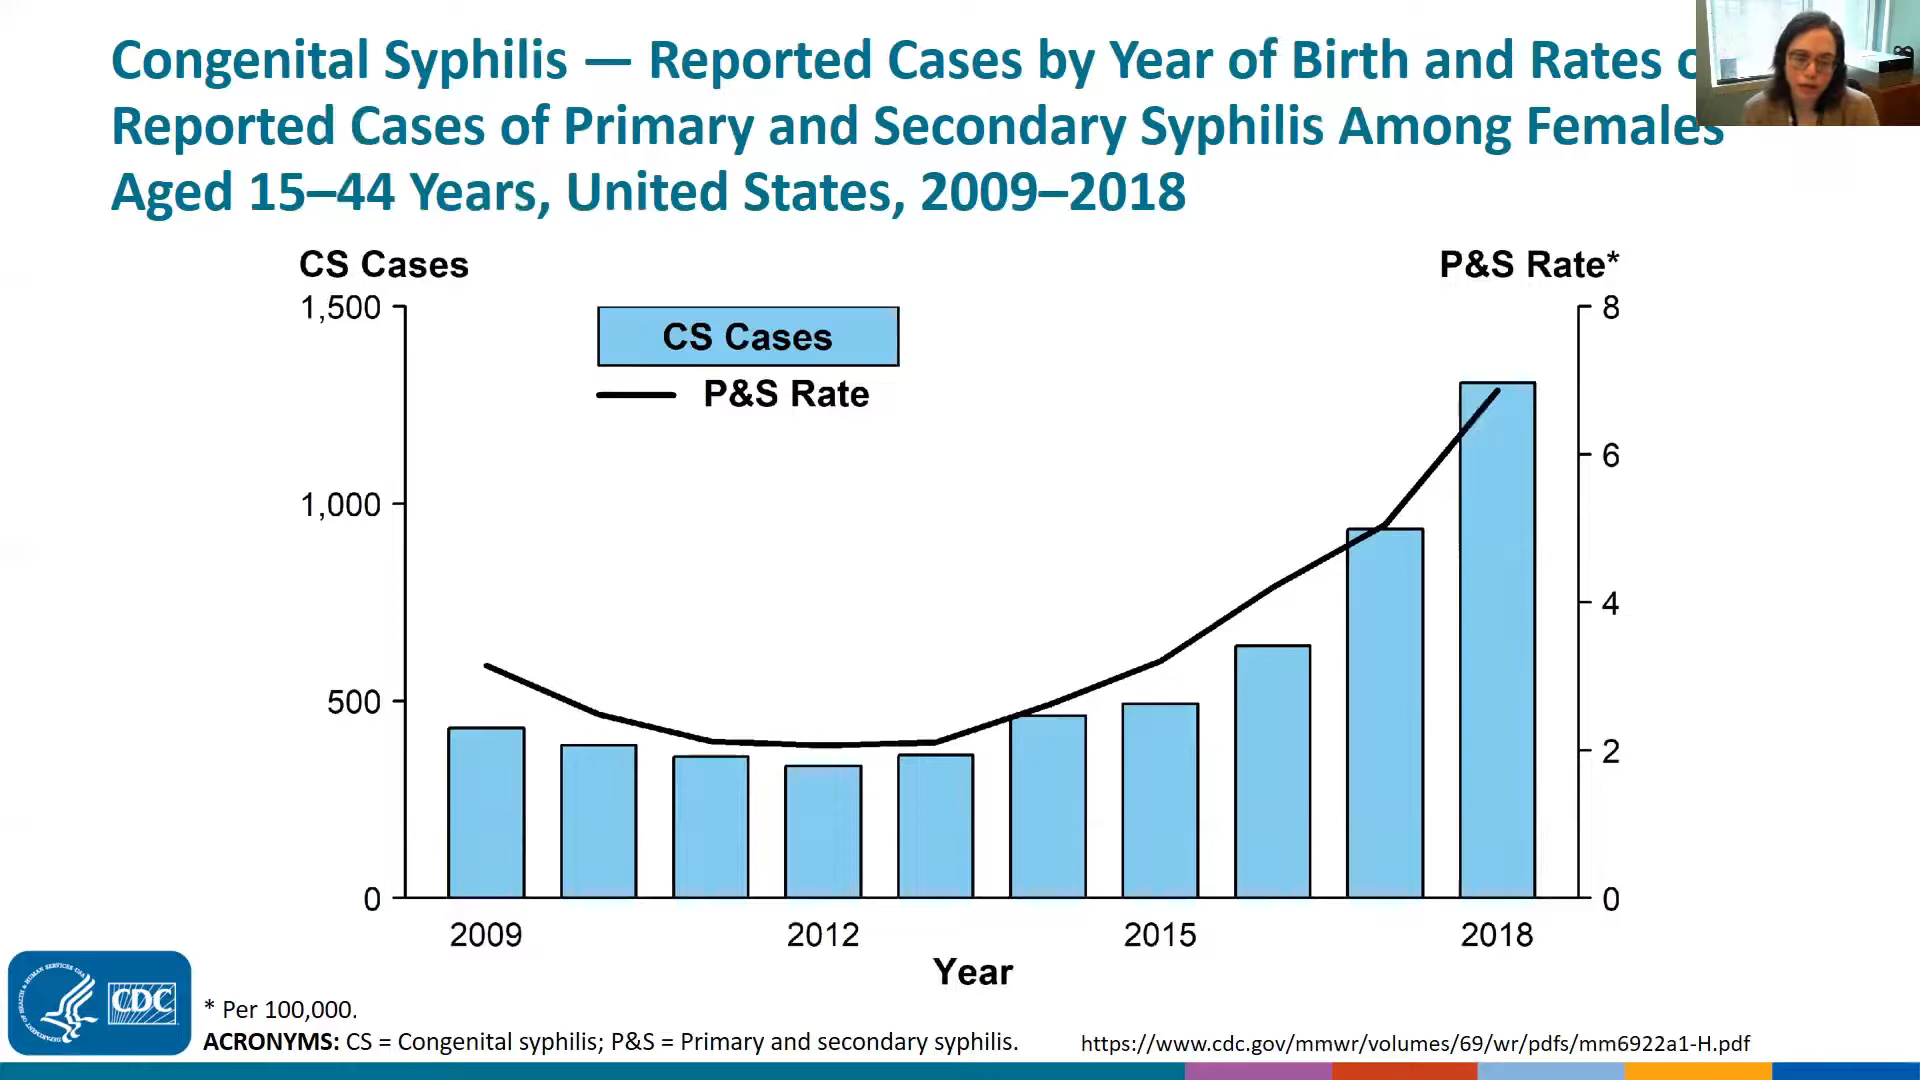 Congenital Syphilis — Reported Cases by Year of Birth and Rates
Reported Cases of Primary and Secondary Syphilis Among Females
Aged 15–44 Years, United States, 2009–2018
CS Cases
P&S Rate*
1,500
1,000
500
0
CS Cases
P&S Rate
8
6
4
2
0
2009
2012
2015
2018
Year
CDC
* Per 100,000.
ACRONYMS: CS = Congenital syphilis; P&S = Primary and secondary syphilis.
https://www.cdc.gov/mmwr/volumes/69/wr/pdfs/mm6922a1-H.pdf